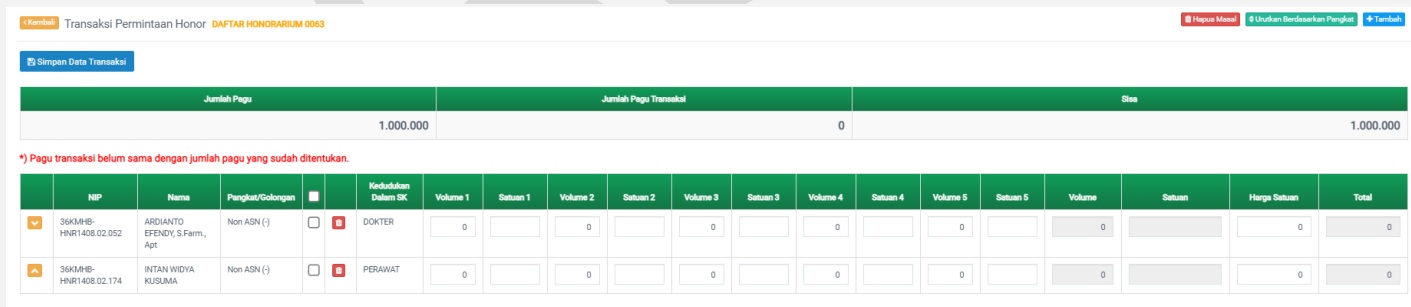 <Kembali Transaksi Permintaan Honor DAFTAR HONORARIUM 0063 Hapus Masal Urutkan Berdasarkan Pangkat +Tambah
Simpan Data Transaksi
Jumlah Pagu Jumlah Pagu Transaksi Sisa
1.000.000 0 1.000.000
*) Pagu transaksi belum sama dengan jumlah pagu yang sudah ditentukan.
NIP Nama Pangkat/Golongan Kedudukan Dalam SK Volume 1 Satuan 1 Volume 2 Satuan 2 Volume 3 Satuan 3 Volume 4 Satuan 4 Volume 5 Satuan 5 Volume Satuan Harga Satuan Total
36KMHB-HNR1408.02.052 ARDIANTO EFENDY, S.Farm., Apt Non ASN (-) DOKTER 0 0 0 0 0 0 0 0
36KMHB-HNR1408.02.174 INTAN WIDYA KUSUMA Non ASN (-) PERAWAT 0 0 0 0 0 0 0 0